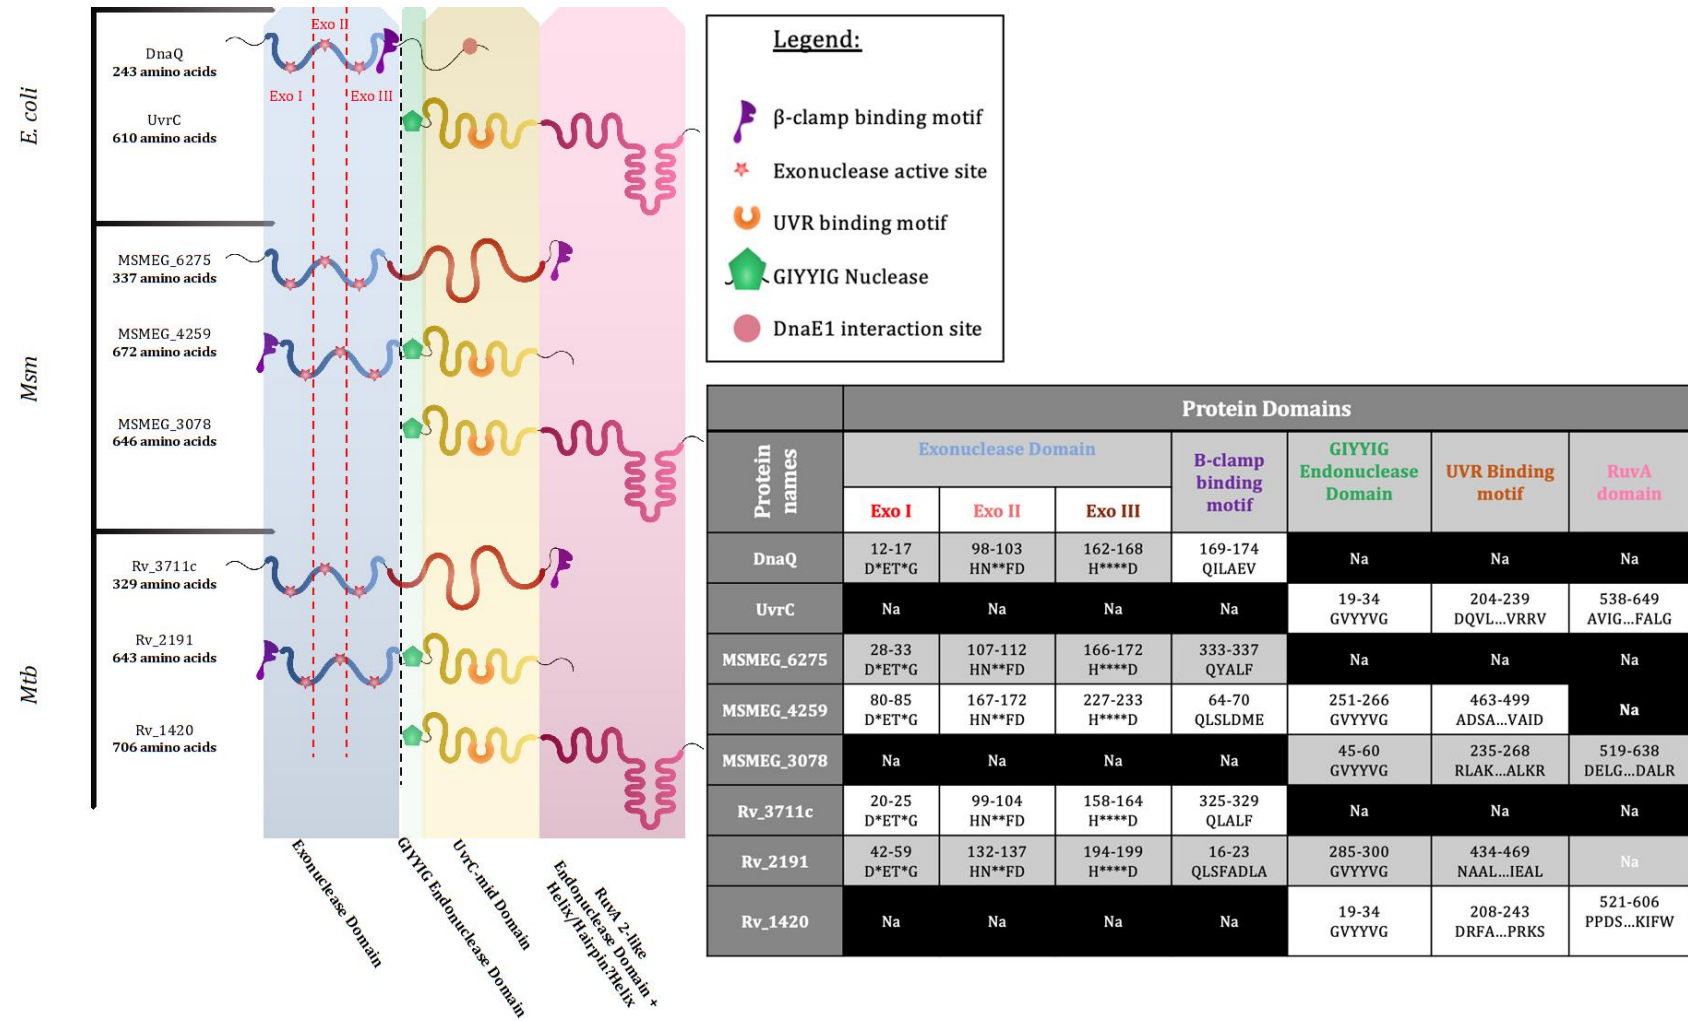 E. coli
DnaQ
243 amino acids
UvrC
610 amino acids
Exo II
Exo I
Exo III
Msm
MSMEG_6275
337 amino acids
MSMEG_4259
672 amino acids
MSMEG_3078
646 amino acids
Mtb
Rv_3711c
329 amino acids
Rv_2191
643 amino acids
Rv_1420
706 amino acids
Exonuclease Domain
GIYYIG Endonuclease Domain
UvrC-mid Domain
RuvA 2-like
Endonuclease Domain +
Helix/Hairpin?Helix
Legend:
β-clamp binding motif
Exonuclease active site
UVR binding motif
GIYYIG Nuclease
DnaE1 interaction site
Protein Domains
Protein
names
Exonuclease Domain
Exo I
Exo II
Exo III
B-clamp
binding
motif
GIYYIG
Endonuclease
Domain
UVR Binding
motif
RuvA
domain
DnaQ
12-17
D*ET*G
98-103
HN**FD
162-168
H****D
169-174
QILAEV
Na
Na
Na
UvrC
Na
Na
Na
Na
19-34
GVYYVG
204-239
DQVL...VRRV
538-649
AVIG...FALG
MSMEG_6275
28-33
D*ET*G
107-112
HN**FD
166-172
H****D
333-337
QYALF
Na
Na
Na
MSMEG_4259
80-85
D*ET*G
167-172
HN**FD
227-233
H****D
64-70
QLSLDME
251-266
GVYYVG
463-499
ADSA...VAID
Na
MSMEG_3078
Na
Na
Na
Na
45-60
GVYYVG
235-268
RLAK...ALKR
519-638
DELG...DALR
Rv_3711c
20-25
D*ET*G
99-104
HN**FD
158-164
H****D
325-329
QLALF
Na
Na
Na
Rv_2191
42-59
D*ET*G
132-137
HN**FD
194-199
H****D
16-23
QLSFADLA
285-300
GVYYVG
434-469
NAAL...IEAL
Na
Rv_1420
Na
Na
Na
Na
19-34
GVYYVG
208-243
DRFA...PRKS
521-606
PPDS...KIFW